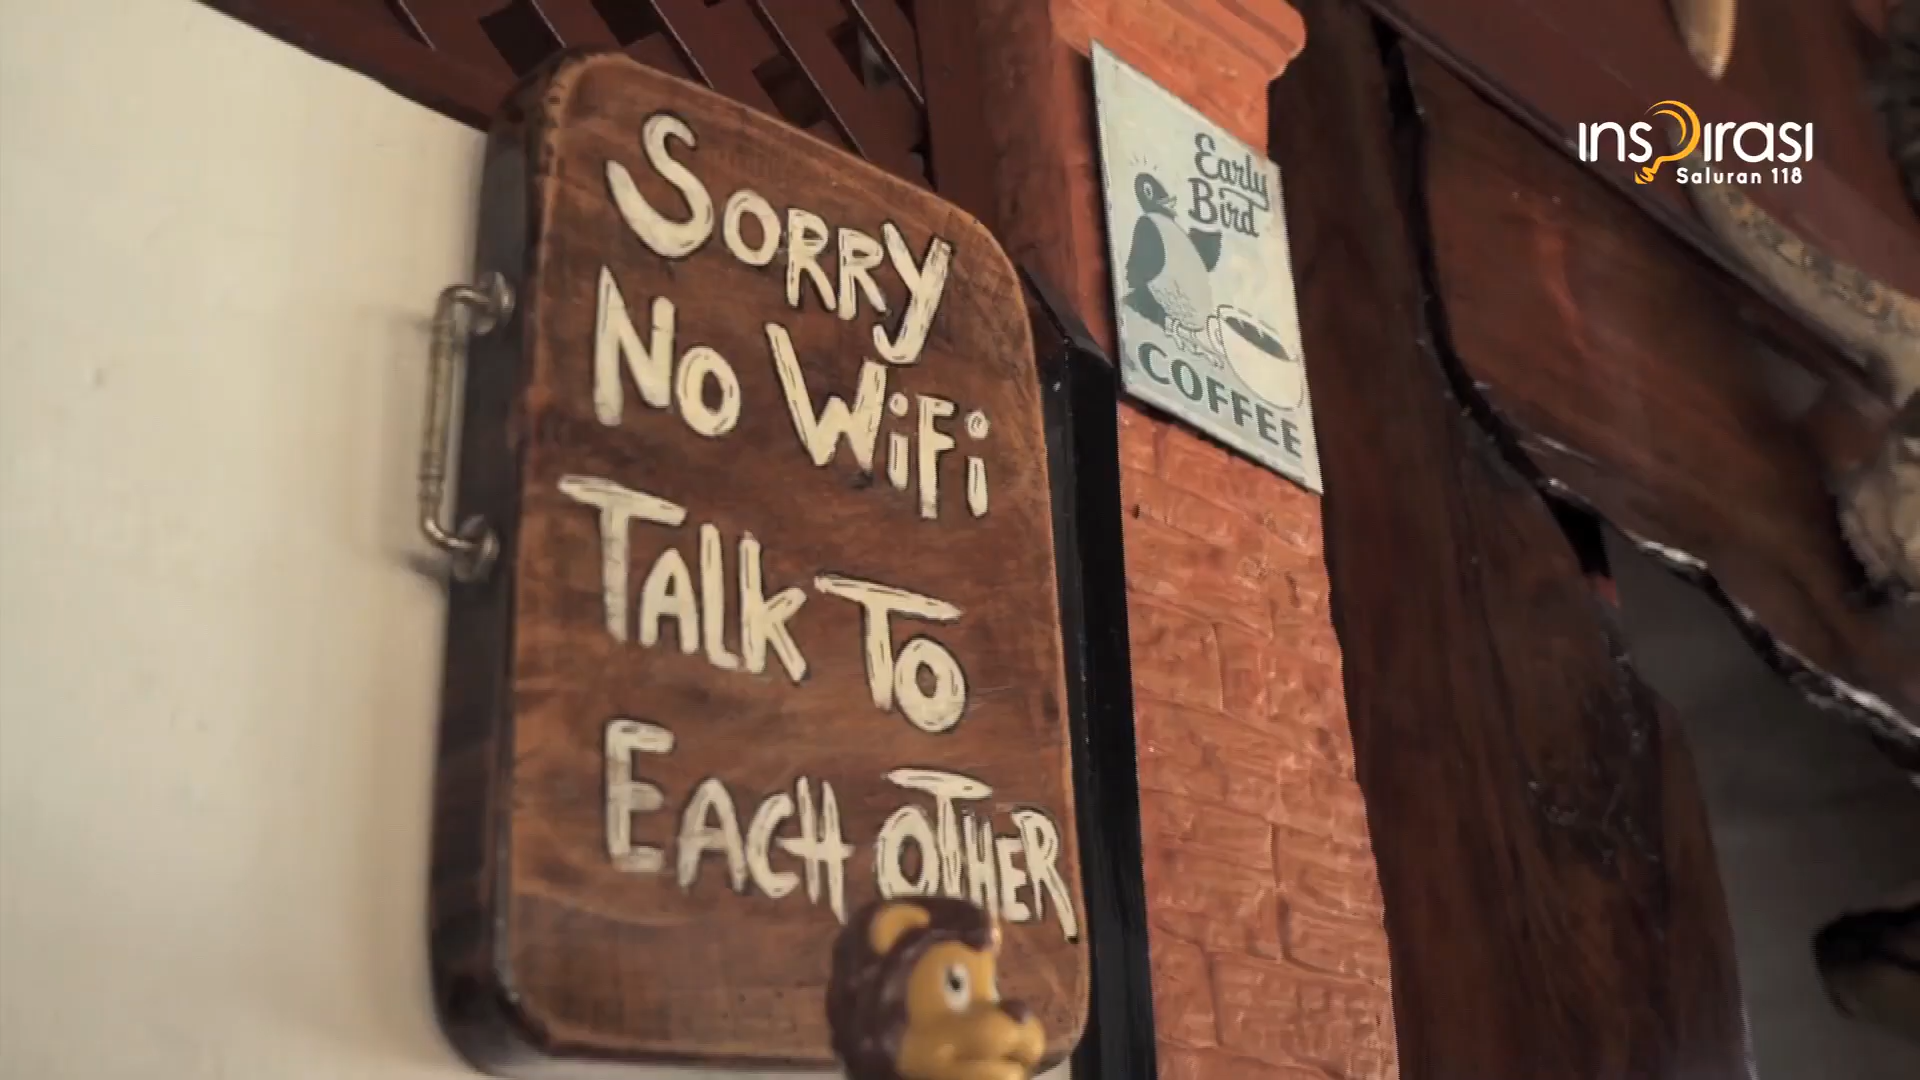 SORRY
NO WiFi
TALK TO
EACH OTHER
Early
Bird
COFFEE
inspirasi
Saluran 118